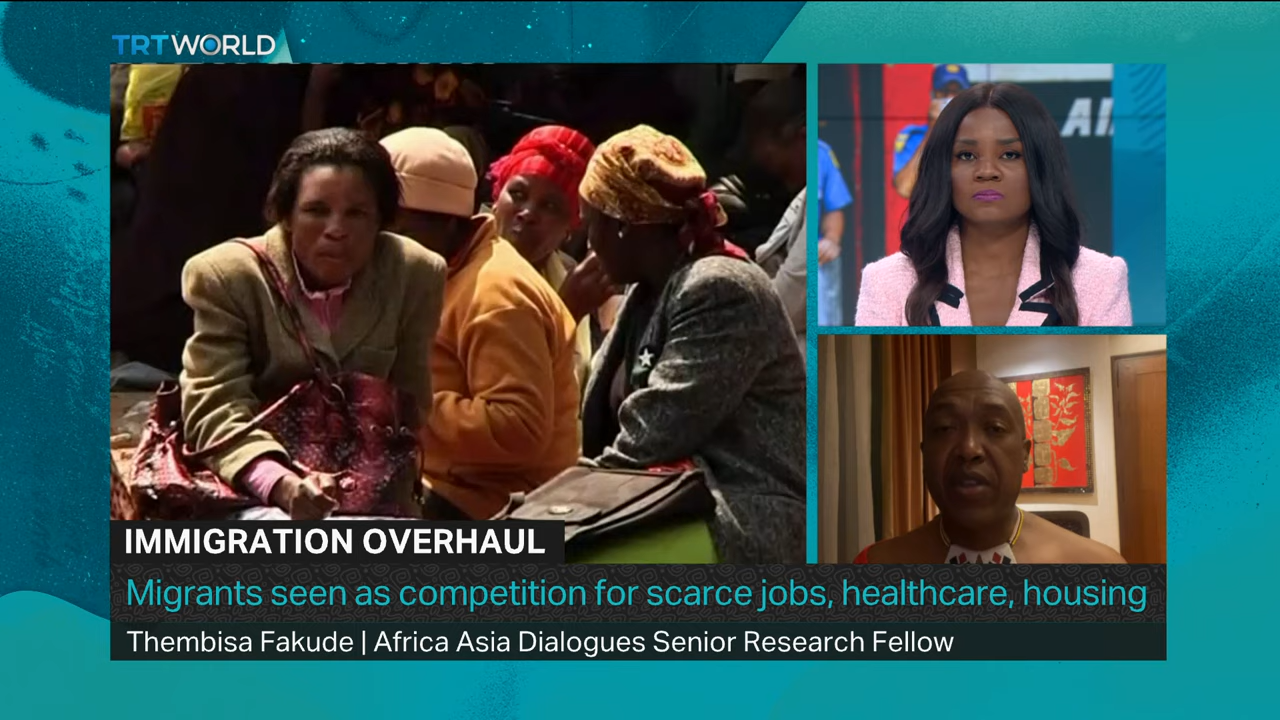 TRT WORLD
AI
IMMIGRATION OVERHAUL
Migrants seen as competition for scarce jobs, healthcare, housing
Thembisa Fakude | Africa Asia Dialogues Senior Research Fellow